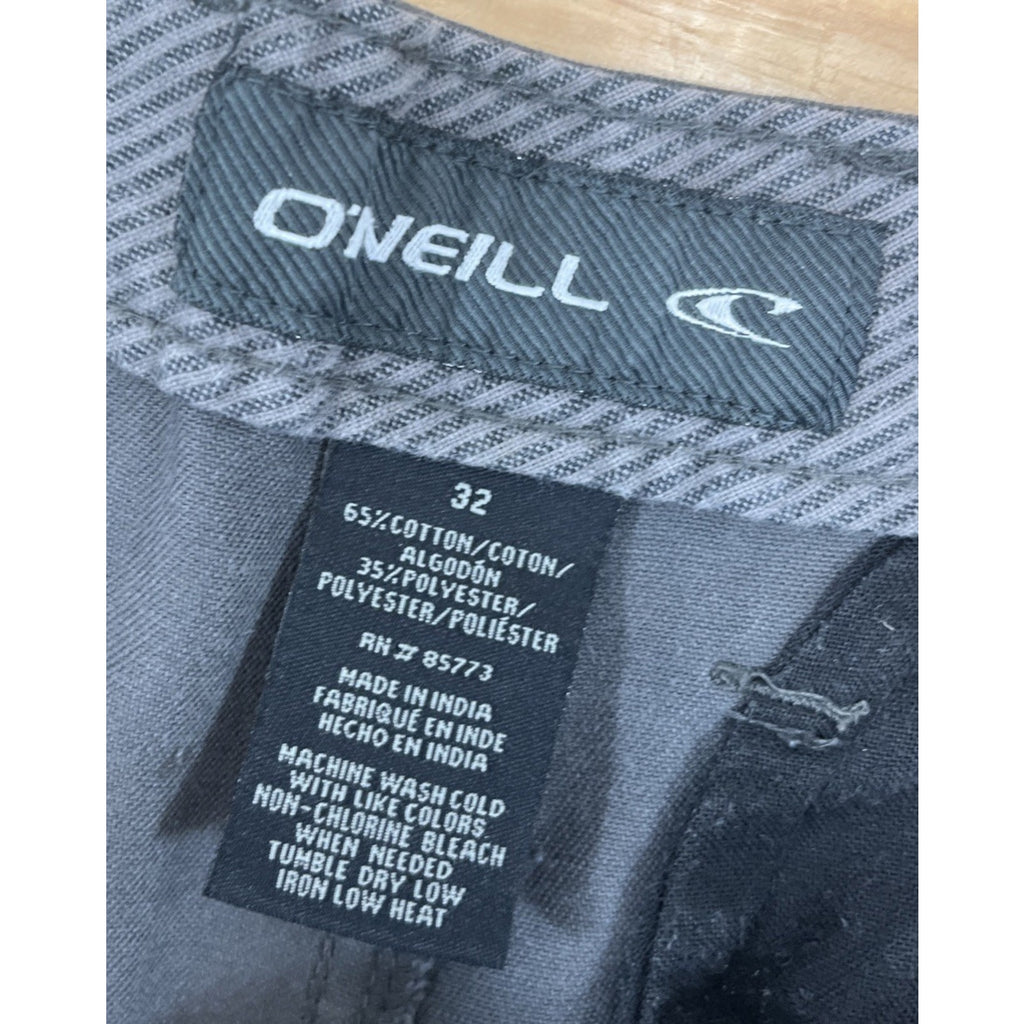 O'NEILL
32
65%COTTON/COTON/
ALGODÓN
35%POLYESTER/
POLYESTER/POLIÉSTER
RN # 85773
MADE IN INDIA
FABRIQUÉ EN INDE
HECHO EN INDIA
MACHINE WASH COLD
WITH LIKE COLORS
NON-CHLORINE BLEACH
WHEN NEEDED
TUMBLE DRY LOW
IRON LOW HEAT